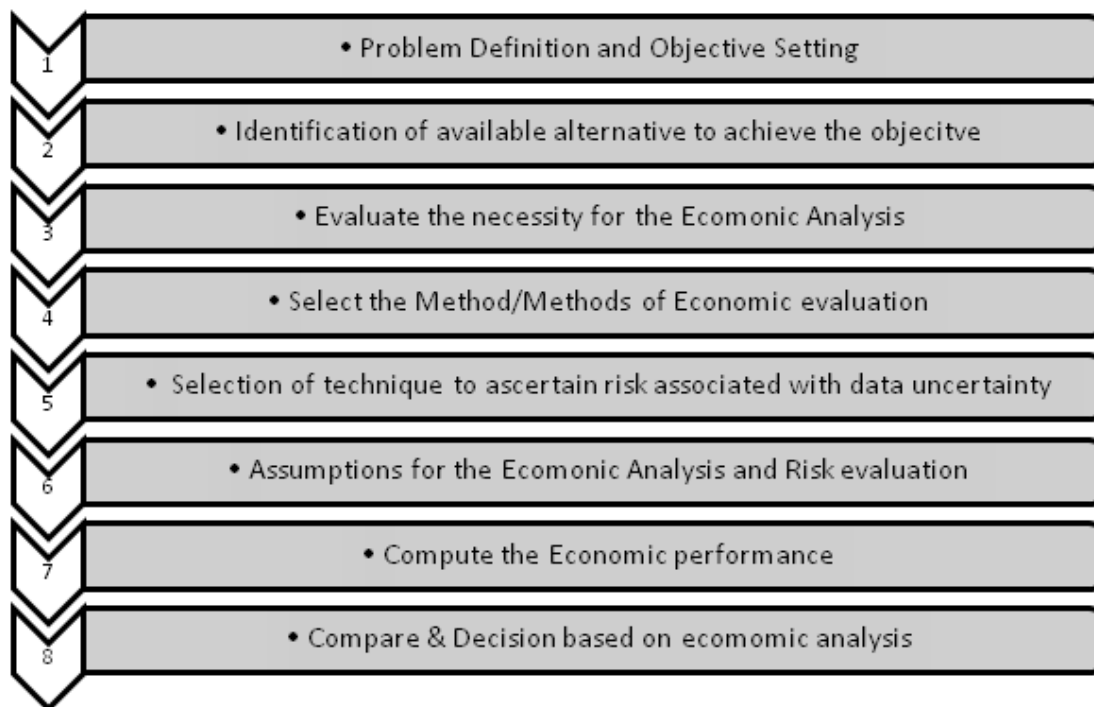 1
• Problem Definition and Objective Setting
2
• Identification of available alternative to achieve the objecitve
3
• Evaluate the necessity for the Ecomonic Analysis
4
• Select the Method/Methods of Economic evaluation
5
• Selection of technique to ascertain risk associated with data uncertainty
6
• Assumptions for the Ecomonic Analysis and Risk evaluation
7
• Compute the Economic performance
8
• Compare & Decision based on ecomomic analysis